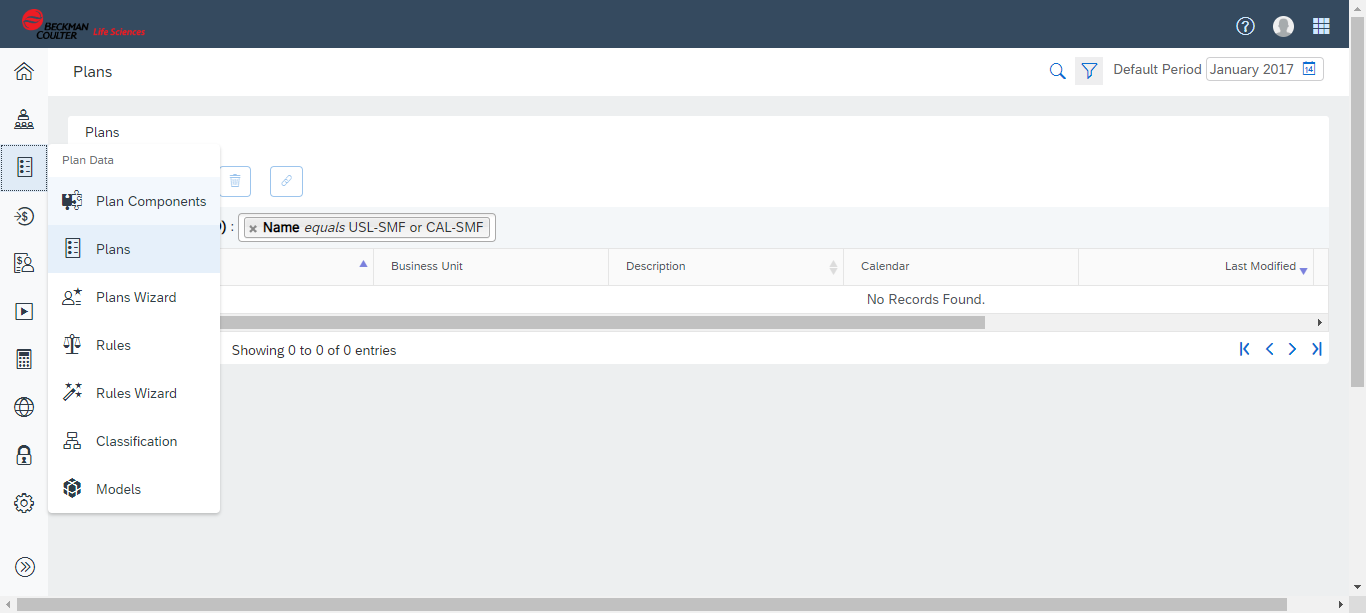 BECKMAN
COULTER Life Sciences
?
Plans
Default Period January 2017 14
Plans
Plan Data
Plan Components
) : × Name equals USL-SMF or CAL-SMF
Plans
Business Unit Description Calendar Last Modified
Plans Wizard
No Records Found.
Rules
Showing 0 to 0 of 0 entries
Rules Wizard
Classification
Models